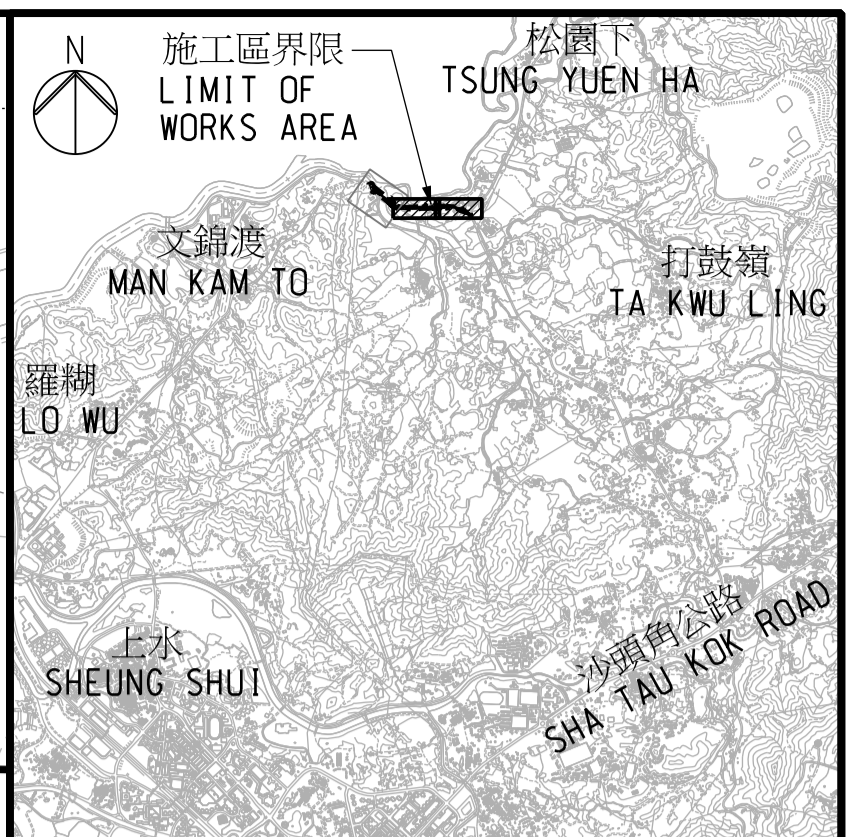 N
施工區界限
LIMIT OF
WORKS AREA
松園下
TSUNG YUEN HA
文錦渡
MAN KAM TO
打鼓嶺
TA KWU LING
羅糊
LO WU
上水
SHEUNG SHUI
沙頭角公路
SHA TAU KOK ROAD